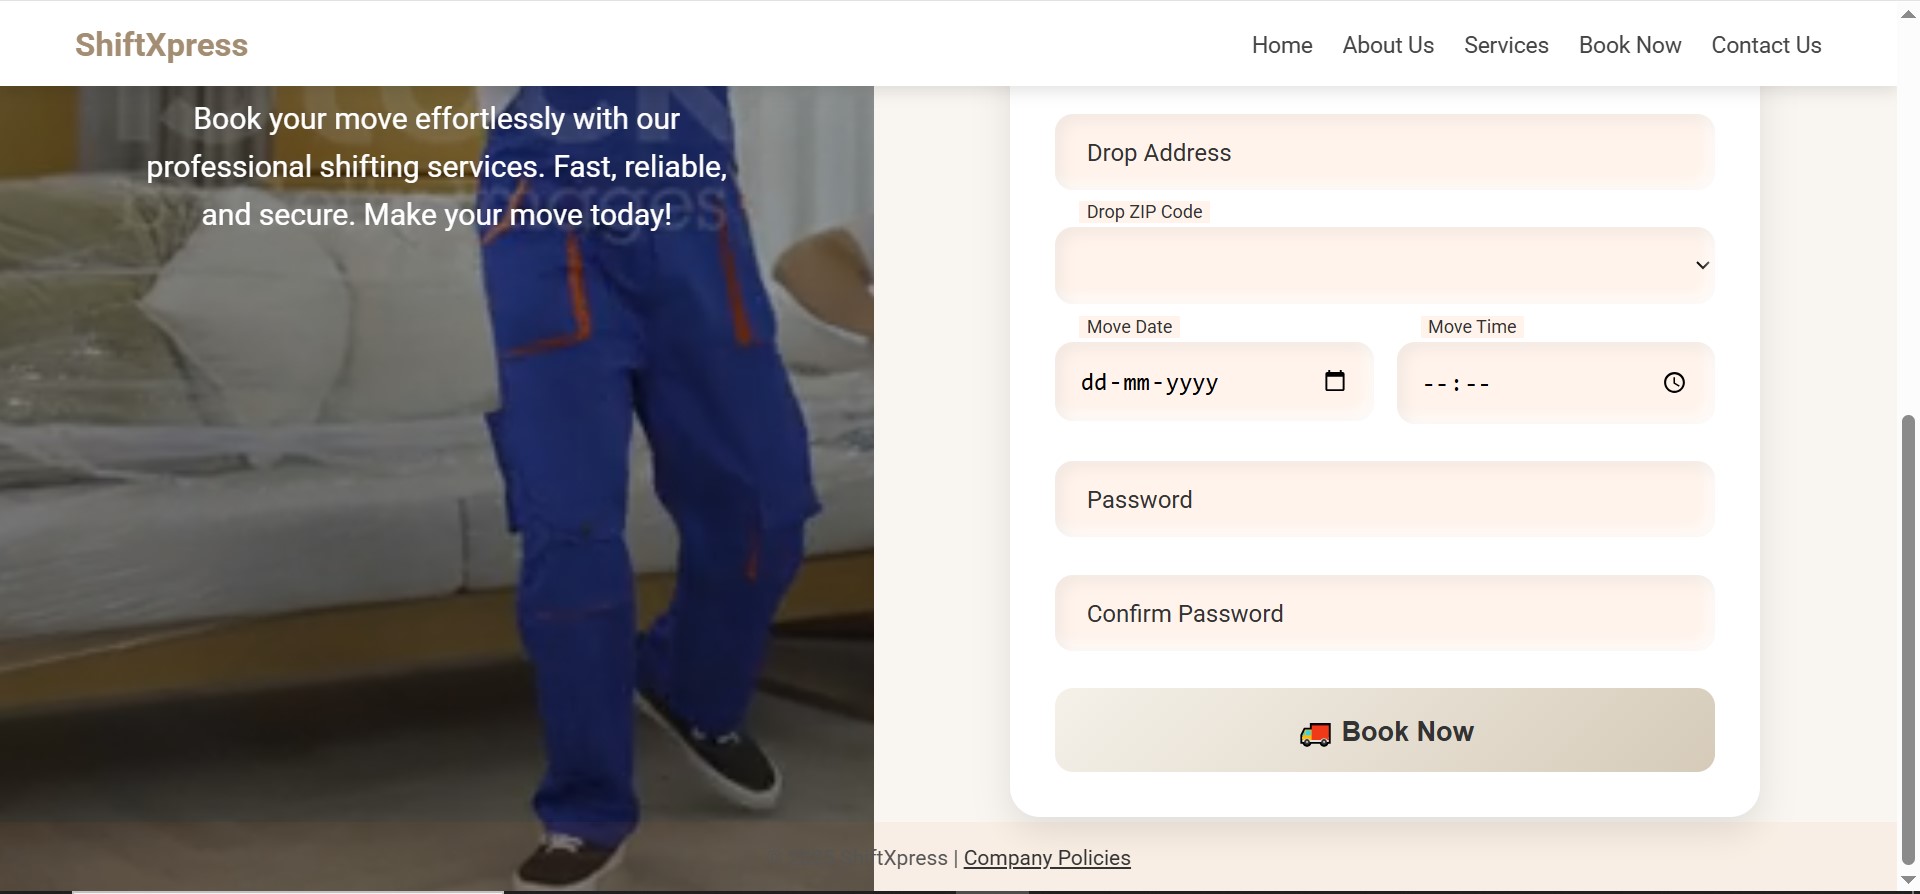 ShiftXpress
Home About Us Services Book Now Contact Us
Book your move effortlessly with our
professional shifting services. Fast, reliable,
and secure. Make your move today!
Drop Address
Drop ZIP Code
Move Date Move Time
dd-mm-yyyy --:--
Password
Confirm Password
🚚 Book Now
ftXpress | Company Policies